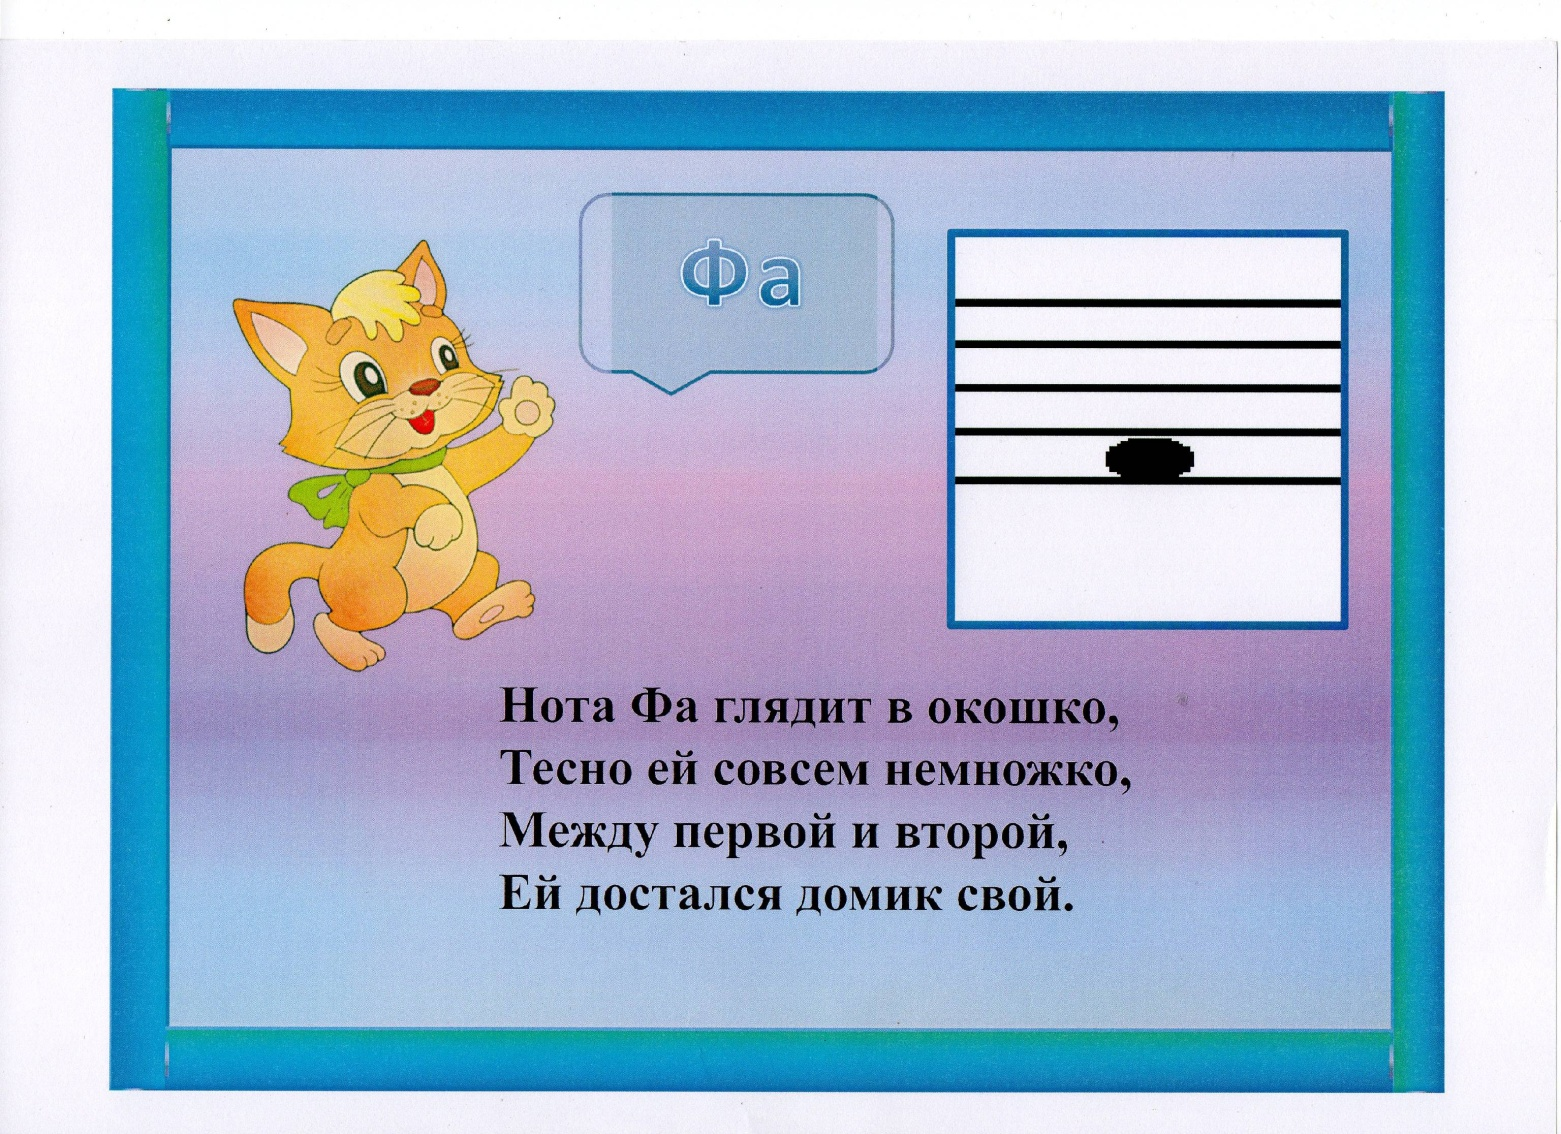 Фа
Нота Фа глядит в окошко,
Тесно ей совсем немножко,
Между первой и второй,
Ей достался домик свой.